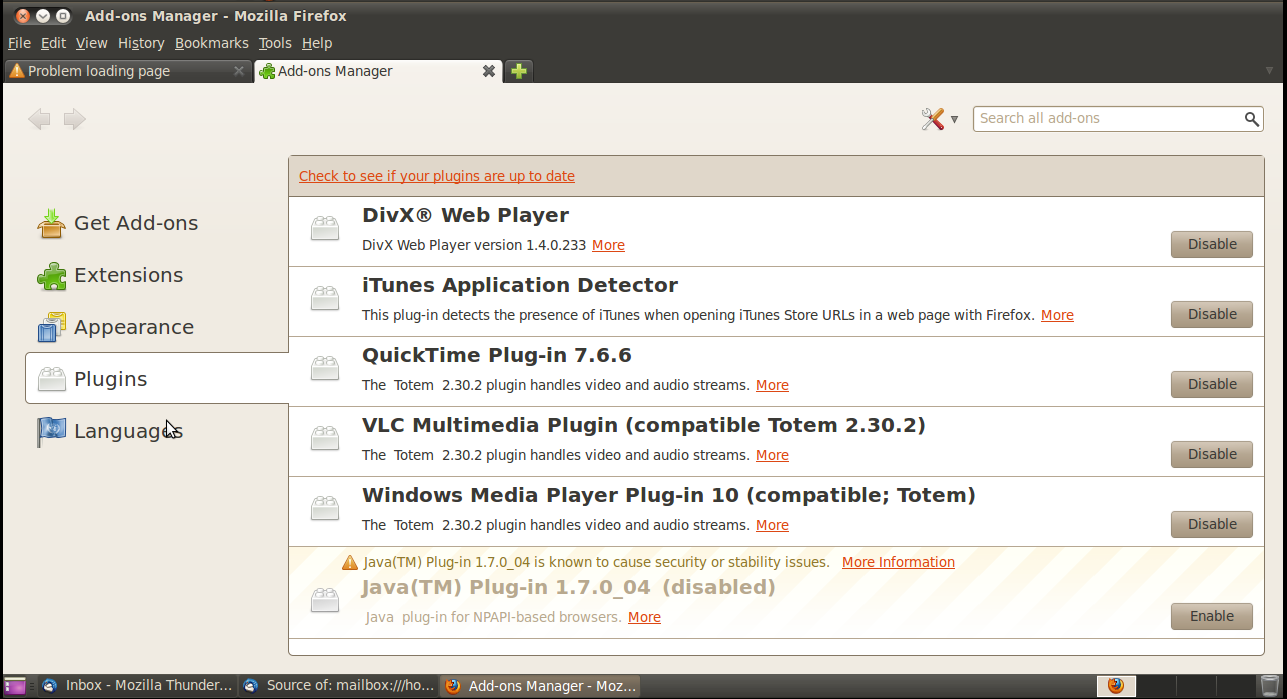 Add-ons Manager - Mozilla Firefox
File Edit View History Bookmarks Tools Help
Problem loading page
Add-ons Manager
Search all add-ons
Check to see if your plugins are up to date
Get Add-ons
Extensions
Appearance
Plugins
Languages
DivX® Web Player
DivX Web Player version 1.4.0.233 More
Disable
iTunes Application Detector
This plug-in detects the presence of iTunes when opening iTunes Store URLs in a web page with Firefox. More
Disable
QuickTime Plug-in 7.6.6
The Totem 2.30.2 plugin handles video and audio streams. More
Disable
VLC Multimedia Plugin (compatible Totem 2.30.2)
The Totem 2.30.2 plugin handles video and audio streams. More
Disable
Windows Media Player Plug-in 10 (compatible; Totem)
The Totem 2.30.2 plugin handles video and audio streams. More
Disable
Java(TM) Plug-in 1.7.0_04 is known to cause security or stability issues. More Information
Java(TM) Plug-in 1.7.0_04 (disabled)
Java plug-in for NPAPI-based browsers. More
Enable
Inbox - Mozilla Thunder...
Source of: mailbox:///ho...
Add-ons Manager - Moz...